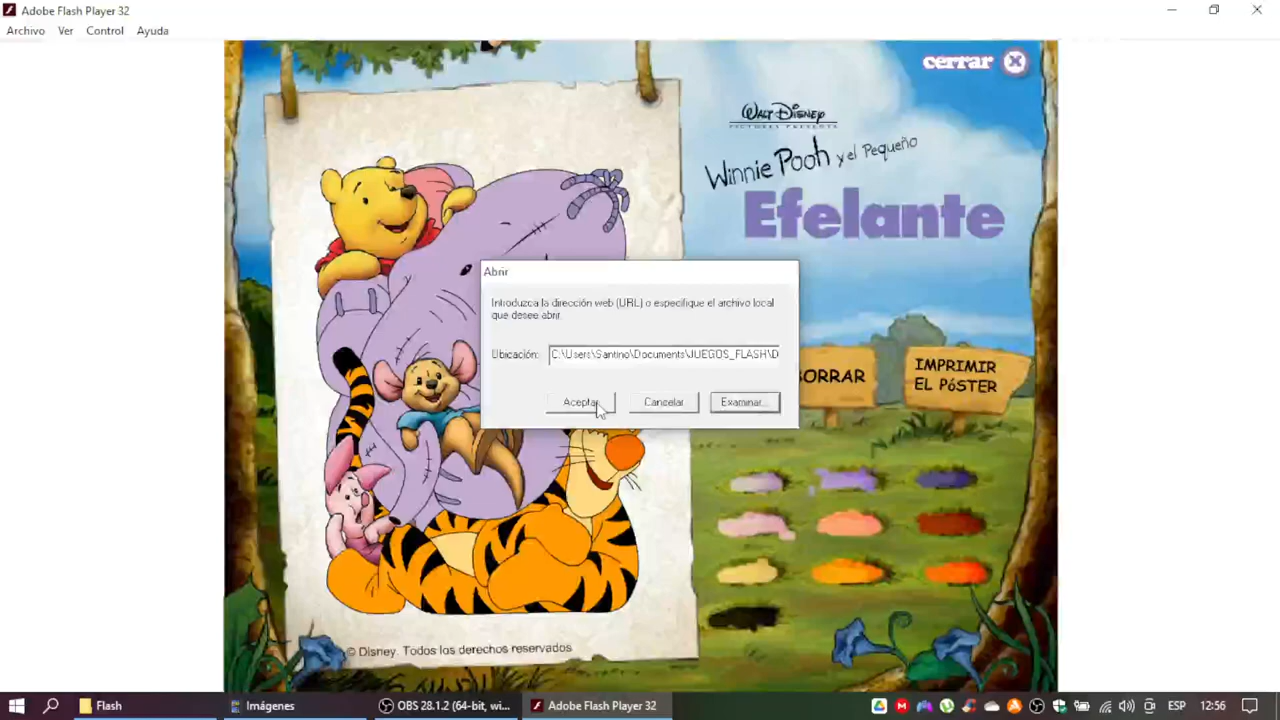 Adobe Flash Player 32
Archivo Ver Control Ayuda
cerrar
WALT DISNEY
PICTURES PRESENTS
Winnie Pooh y el Pequeño
Efelante
Abrir
Introduzca la dirección web (URL) o especifique el archivo local
que desee abrir.
Ubicación: C:\Users\Santino\Documents\JUEGOS_FLASH\D
Aceptar Cancelar Examinar...
BORRAR
IMPRIMIR
EL PóSTER
© Disney. Todos los derechos reservados
Flash
Imágenes
OBS 28.1.2 (64-bit, wi...
Adobe Flash Player 32
ESP
12:56